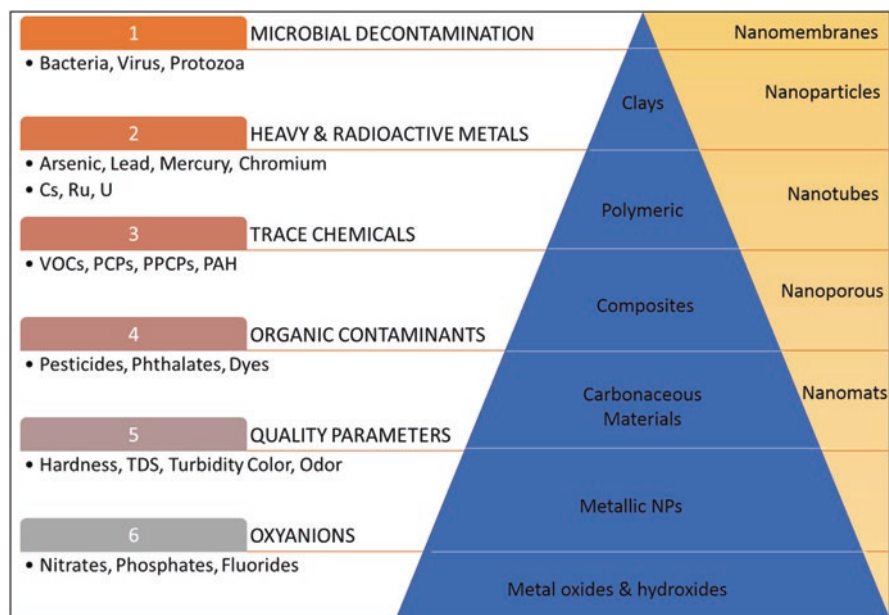 1 MICROBIAL DECONTAMINATION
• Bacteria, Virus, Protozoa
2 HEAVY & RADIOACTIVE METALS
• Arsenic, Lead, Mercury, Chromium
• Cs, Ru, U
3 TRACE CHEMICALS
• VOCs, PCPs, PPCPs, PAH
4 ORGANIC CONTAMINANTS
• Pesticides, Phthalates, Dyes
5 QUALITY PARAMETERS
• Hardness, TDS, Turbidity Color, Odor
6 OXYANIONS
• Nitrates, Phosphates, Fluorides
Clays
Polymeric
Composites
Carbonaceous
Materials
Metallic NPs
Metal oxides & hydroxides
Nanomembranes
Nanoparticles
Nanotubes
Nanoporous
Nanomats